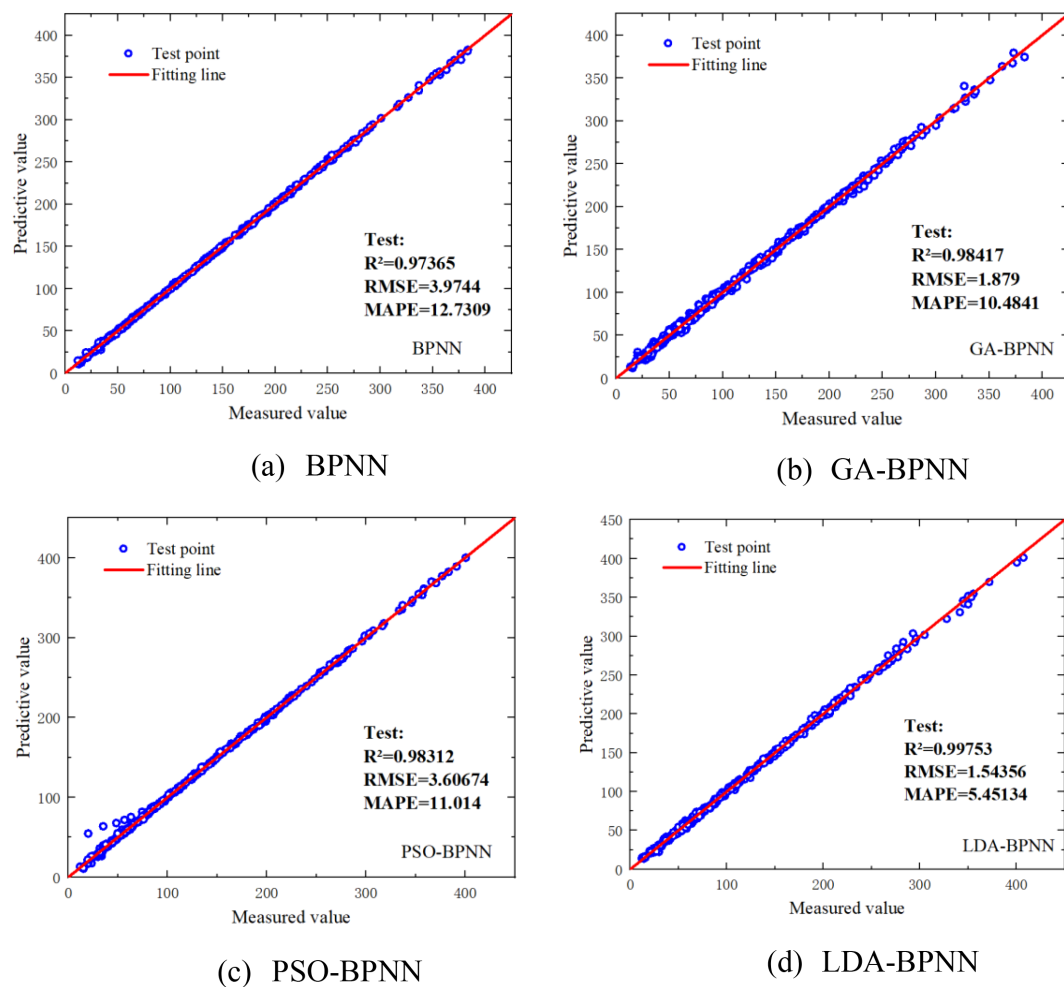 400
350
300
250
200
150
100
50
0
Predictive value
Test point
Fitting line
Test:
R²=0.97365
RMSE=3.9744
MAPE=12.7309
BPNN
0 50 100 150 200 250 300 350 400
Measured value
(a) BPNN
400
350
300
250
200
150
100
50
0
Predictive value
Test point
Fitting line
Test:
R²=0.98417
RMSE=1.879
MAPE=10.4841
GA-BPNN
0 50 100 150 200 250 300 350 400
Measured value
(b) GA-BPNN
400
300
200
100
0
Predictive value
Test point
Fitting line
Test:
R²=0.98312
RMSE=3.60674
MAPE=11.014
PSO-BPNN
0 100 200 300 400
Measured value
(c) PSO-BPNN
450
400
350
300
250
200
150
100
50
0
Predictive value
Test point
Fitting line
Test:
R²=0.99753
RMSE=1.54356
MAPE=5.45134
LDA-BPNN
0 100 200 300 400
Measured value
(d) LDA-BPNN